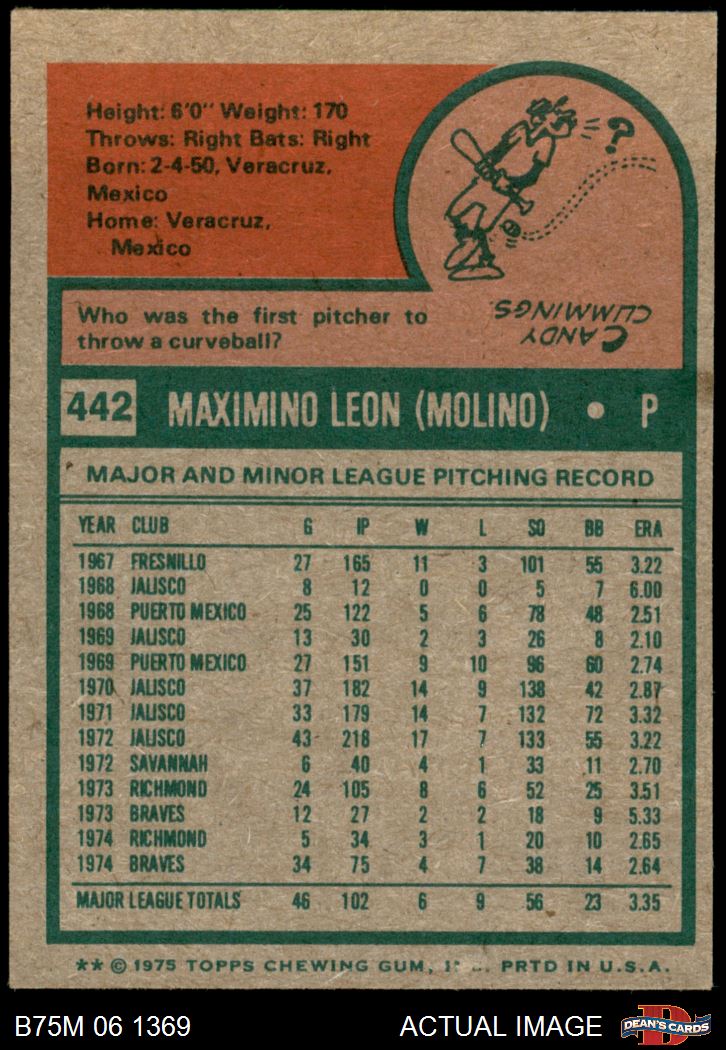 Height: 6'0" Weight: 170
Throws: Right Bats: Right
Born: 2-4-50, Veracruz,
Mexico
Home: Veracruz,
Mexico
?
CANDY
CUMMINGS
Who was the first pitcher to
throw a curveball?
442 MAXIMINO LEON (MOLINO) • P
MAJOR AND MINOR LEAGUE PITCHING RECORD
YEAR CLUB G IP W L SO BB ERA
1967 FRESNILLO 27 165 11 3 101 55 3.22
1968 JALISCO 8 12 0 0 5 7 6.00
1968 PUERTO MEXICO 25 122 5 6 78 48 2.51
1969 JALISCO 13 30 2 3 26 8 2.10
1969 PUERTO MEXICO 27 151 9 10 96 60 2.74
1970 JALISCO 37 182 14 9 138 42 2.87
1971 JALISCO 33 179 14 7 132 72 3.32
1972 JALISCO 43 218 17 7 133 55 3.22
1972 SAVANNAH 6 40 4 1 33 11 2.70
1973 RICHMOND 24 105 8 6 52 25 3.51
1973 BRAVES 12 27 2 2 18 9 5.33
1974 RICHMOND 5 34 3 1 20 10 2.65
1974 BRAVES 34 75 4 7 38 14 2.64
MAJOR LEAGUE TOTALS 46 102 6 9 56 23 3.35
** © 1975 TOPPS CHEWING GUM, PRTD IN U.S.A.
B75M 06 1369 ACTUAL IMAGE DEAN'S CARDS